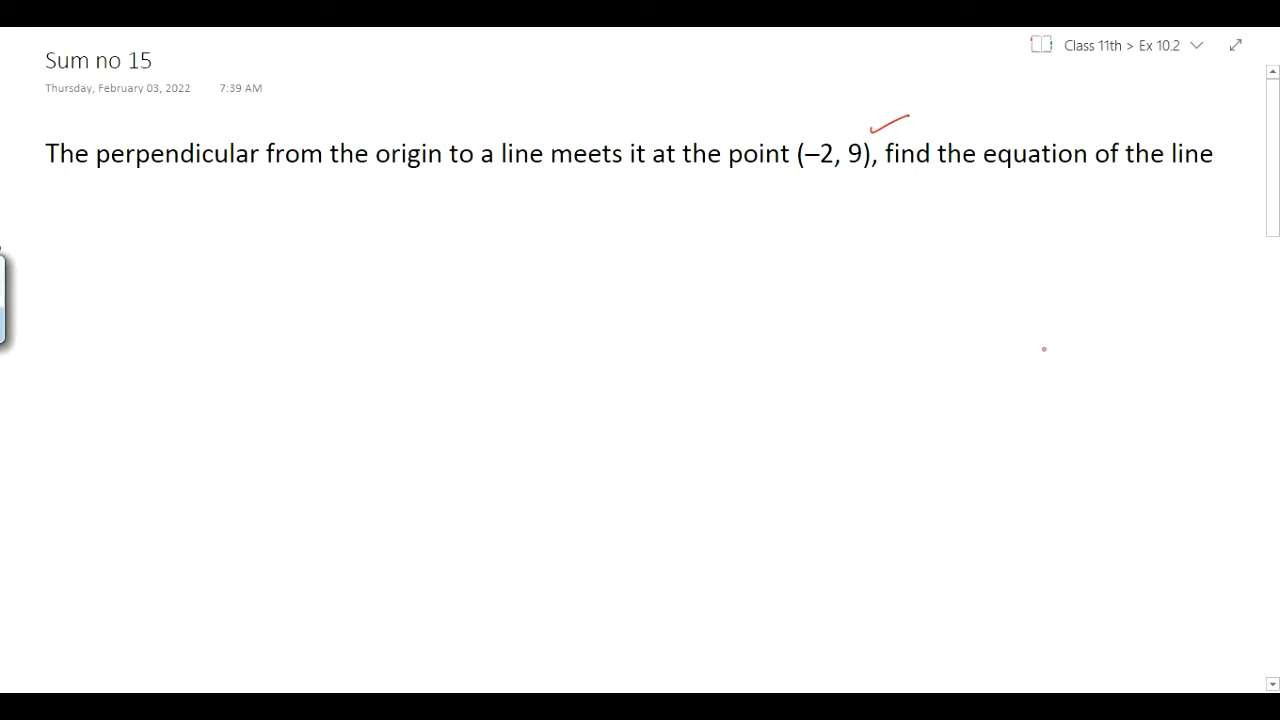 Class 11th > Ex 10.2
Sum no 15
Thursday, February 03, 2022 7:39 AM
The perpendicular from the origin to a line meets it at the point (–2, 9), find the equation of the line